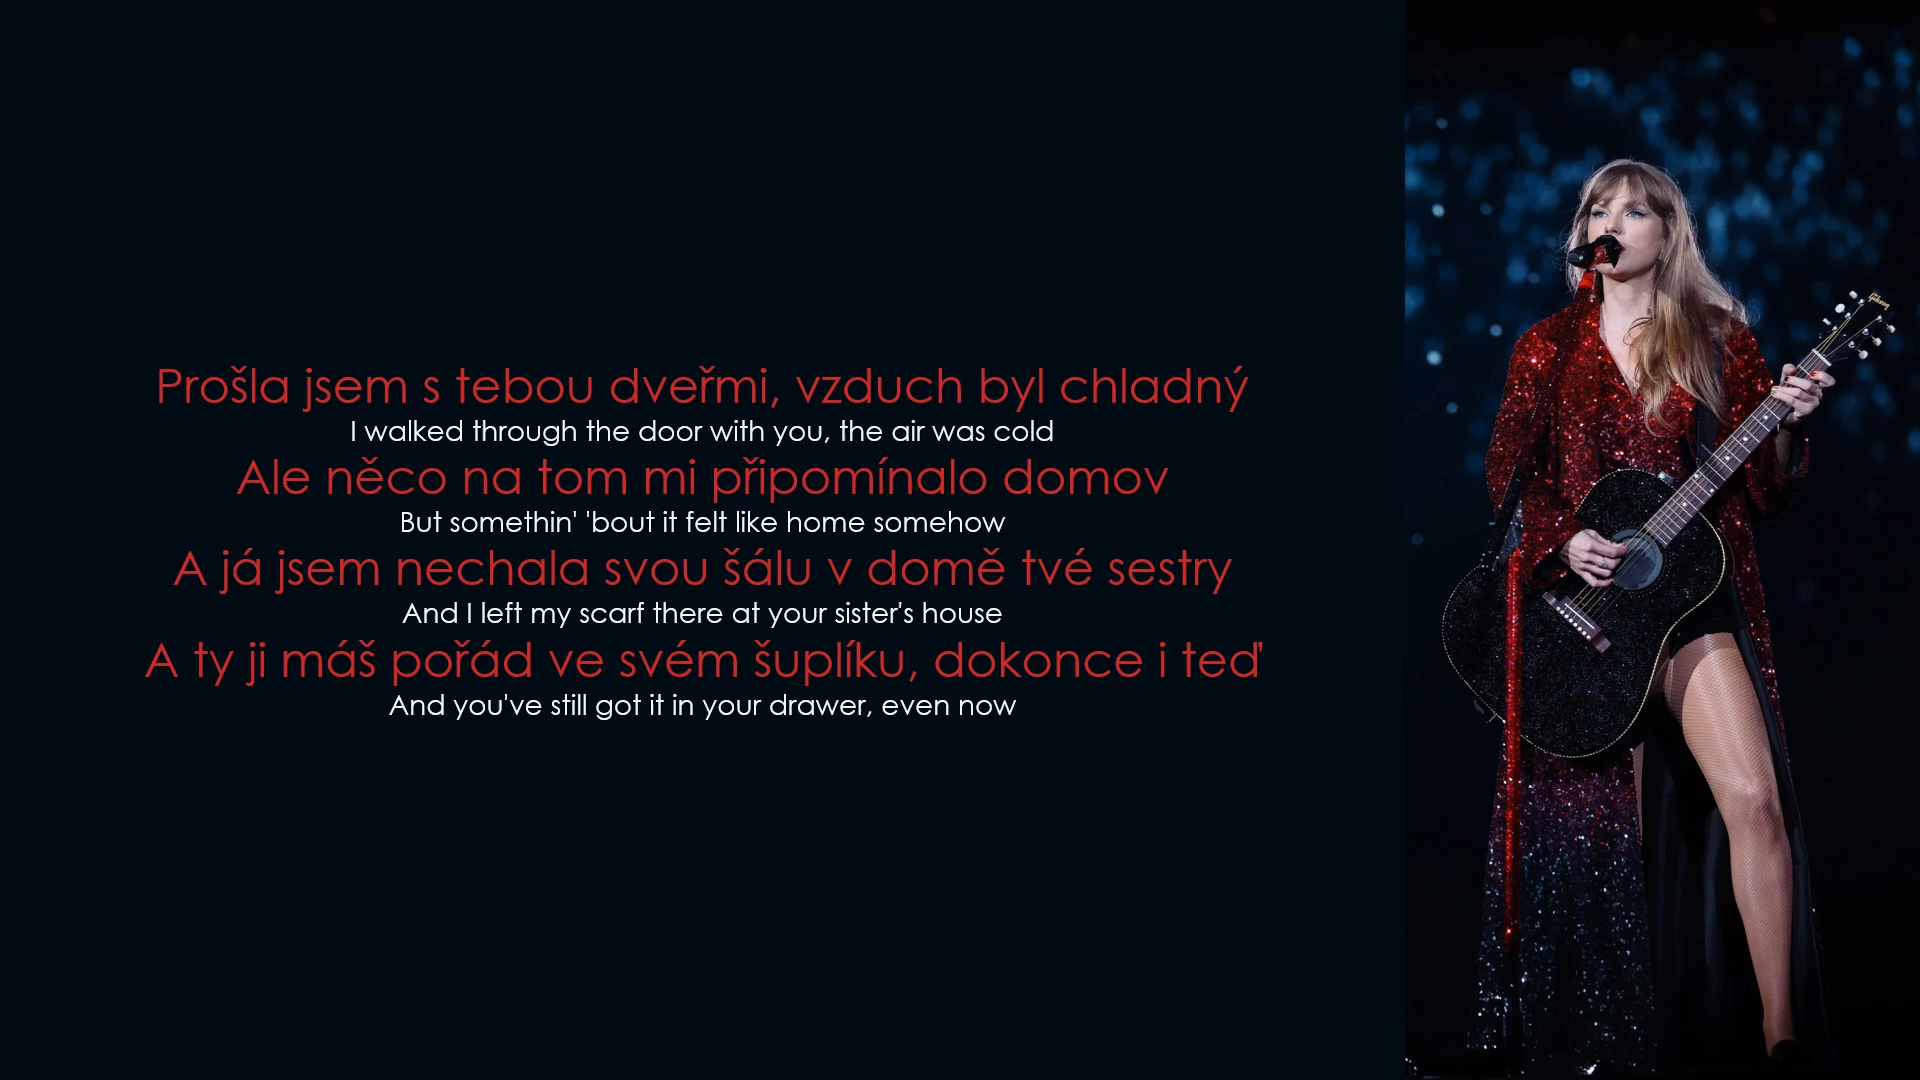 Prošla jsem s tebou dveřmi, vzduch byl chladný
I walked through the door with you, the air was cold
Ale něco na tom mi připomínalo domov
But somethin' 'bout it felt like home somehow
A já jsem nechala svou šálu v domě tvé sestry
And I left my scarf there at your sister's house
A ty ji máš pořád ve svém šuplíku, dokonce i teď
And you've still got it in your drawer, even now
Gibson